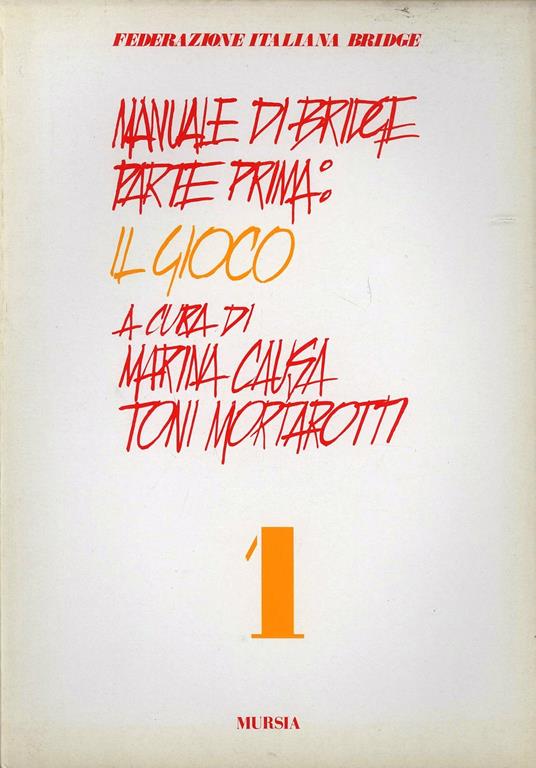 FEDERAZIONE ITALIANA BRIDGE
MANUALE DI BRIDGE
PARTE PRIMA:
IL GIOCO
A CURA DI
MARINA CAUSA
TONI MORTAROTTI
1
MURSIA